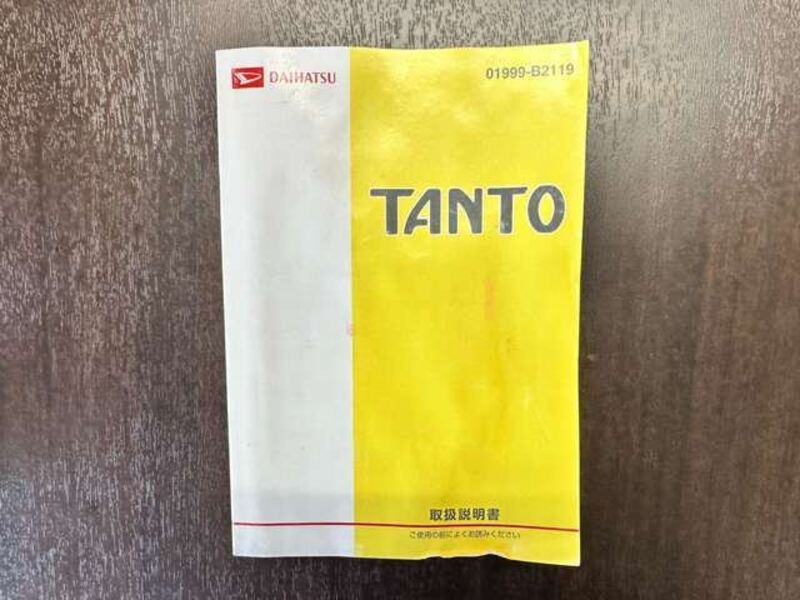 DAIHATSU
01999-B2119
TANTO
取扱説明書
ご使用の前によくお読みください